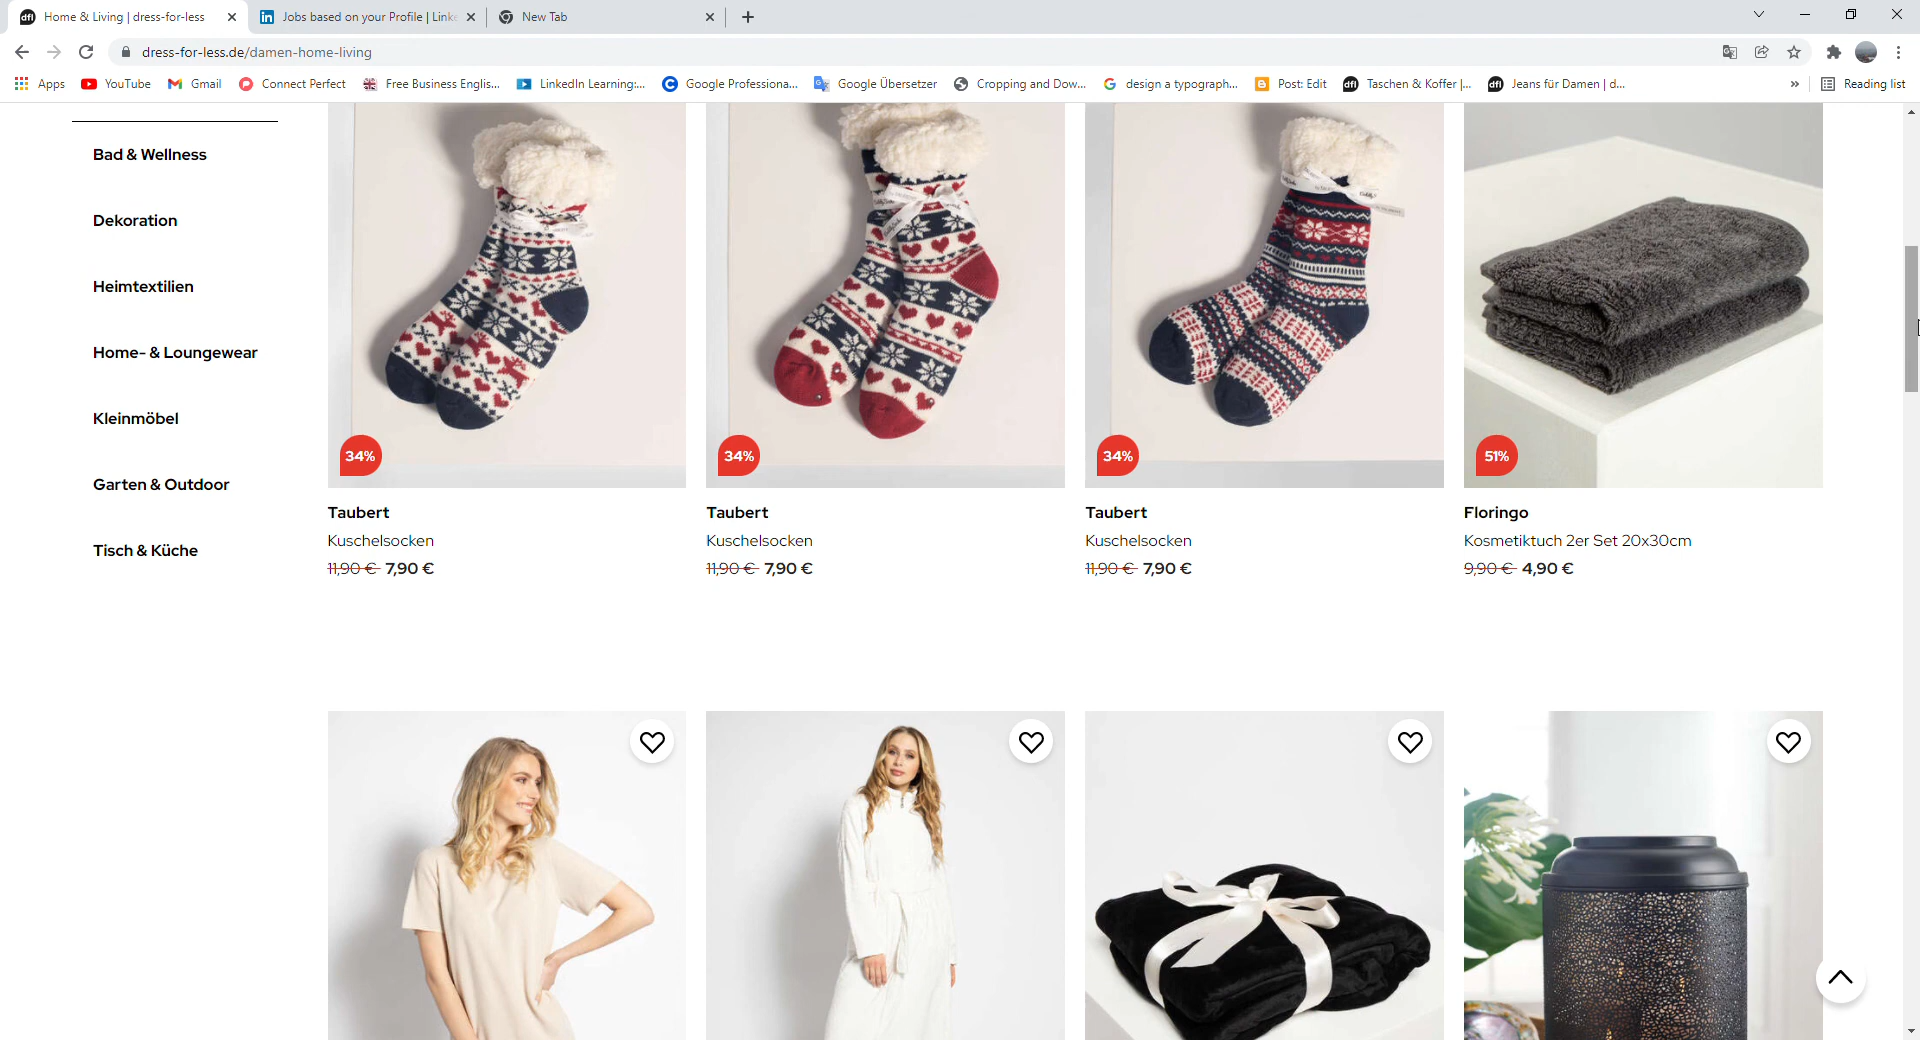 Home & Living | dress-for-less
Jobs based on your Profile | Linke
New Tab
dress-for-less.de/damen-home-living
Apps
YouTube
Gmail
Connect Perfect
Free Business Englis...
LinkedIn Learning:...
Google Professiona...
Google Übersetzer
Cropping and Dow...
design a typograph...
Post: Edit
dfl Taschen & Koffer |...
dfl Jeans für Damen | d...
Reading list
Bad & Wellness
Dekoration
Heimtextilien
Home- & Loungewear
Kleinmöbel
Garten & Outdoor
Tisch & Küche
34%
34%
34%
51%
Taubert
Kuschelsocken
11,90 € 7,90 €
Taubert
Kuschelsocken
11,90 € 7,90 €
Taubert
Kuschelsocken
11,90 € 7,90 €
Floringo
Kosmetiktuch 2er Set 20x30cm
9,90 € 4,90 €